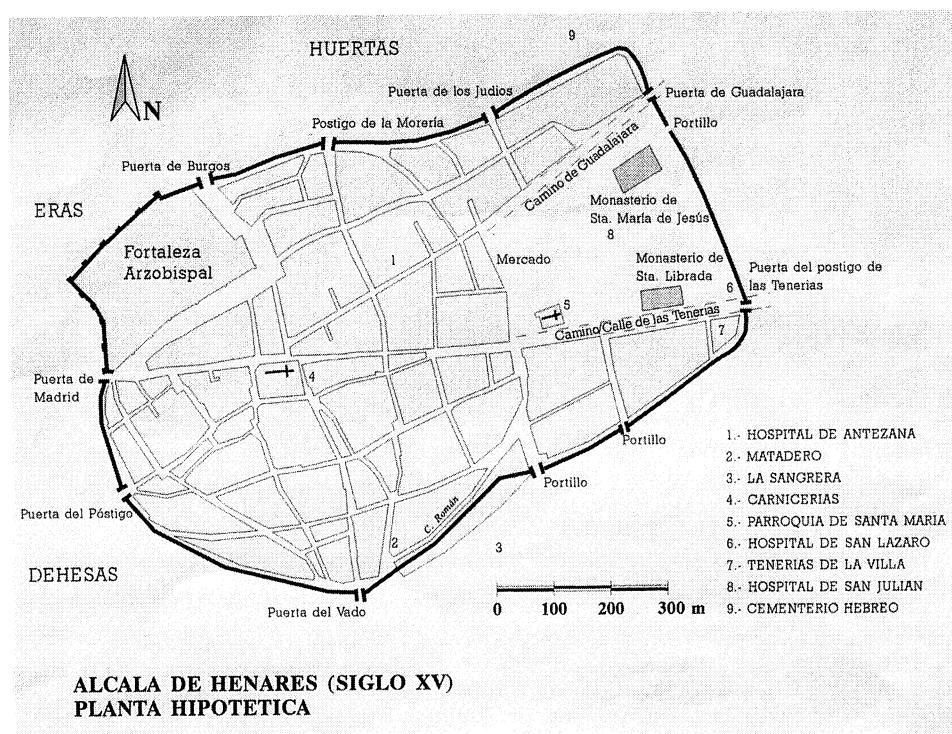 9
HUERTAS
N
Puerta de los Judios
Puerta de Guadalajara
Postigo de la Morería
Portillo
Puerta de Burgos
Camino de Guadalajara
ERAS
Monasterio de
Sta. María de Jesús
8
Fortaleza
Arzobispal
1
Mercado
Monasterio de
Sta. Librada
Puerta del postigo de
las Tenerias
6
5
Camino/Calle de las Tenerias
7
Puerta de
Madrid
4
Portillo
Portillo
Puerta del Póstigo
C. Román
2
3
DEHESAS
Puerta del Vado
0 100 200 300 m
1.- HOSPITAL DE ANTEZANA
2.- MATADERO
3.- LA SANGRERA
4.- CARNICERIAS
5.- PARROQUIA DE SANTA MARIA
6.- HOSPITAL DE SAN LAZARO
7.- TENERIAS DE LA VILLA
8.- HOSPITAL DE SAN JULIAN
9.- CEMENTERIO HEBREO
ALCALA DE HENARES (SIGLO XV)
PLANTA HIPOTETICA